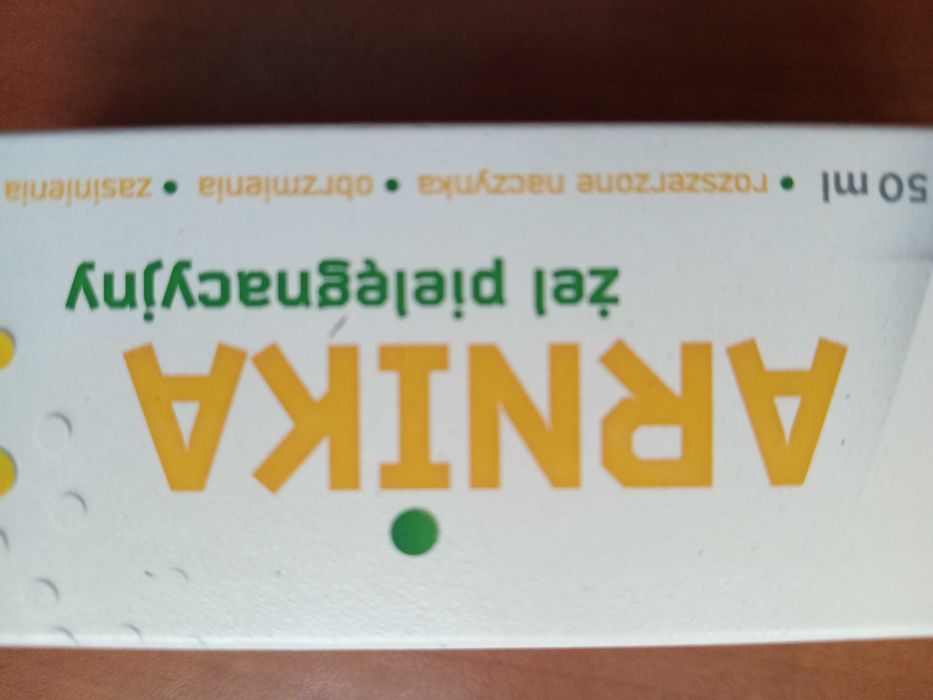 ARNIKA
żel pielęgnacyjny
50 ml • rozszerzone naczynka • obrzmienia • zasinienia